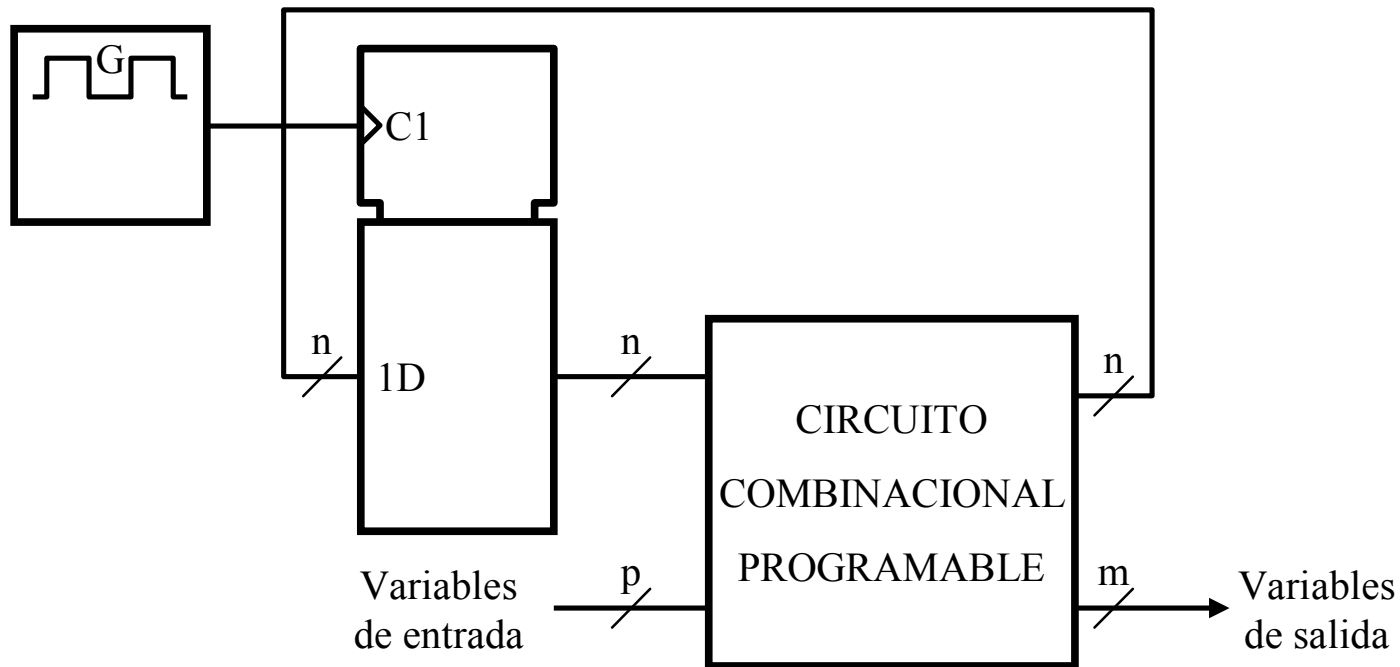 G
C1
n
1D
n
n
CIRCUITO
COMBINACIONAL
PROGRAMABLE
Variables
de entrada
p
m
Variables
de salida